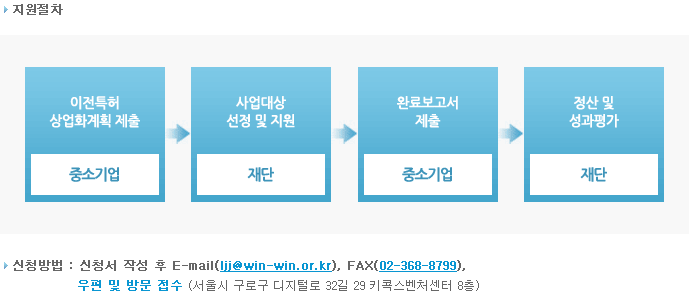 지원절차
이전특허
상업화계획 제출
중소기업
사업대상
선정 및 지원
재단
완료보고서
제출
중소기업
정산 및
성과평가
재단
신청방법 : 신청서 작성 후 E-mail(ljj@win-win.or.kr), FAX(02-368-8799),
우편 및 방문 접수 (서울시 구로구 디지털로 32길 29 키콕스벤처센터 8층)